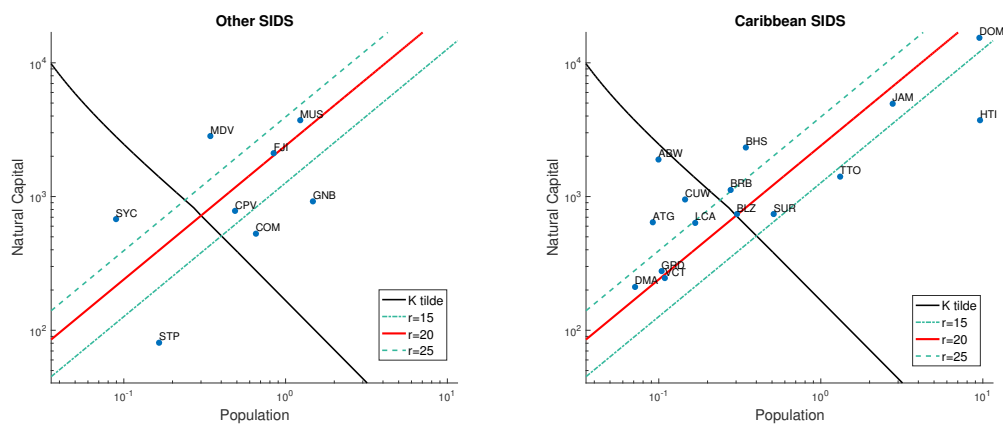 Other SIDS
Natural Capital
10^4
10^3
10^2
MDV
MUS
FJI
GNB
CPV
SYC
COM
STP
K tilde
r=15
r=20
r=25
10^-1
10^0
10^1
Population
Caribbean SIDS
Natural Capital
10^4
10^3
10^2
DOM
JAM
HTI
BHS
ABW
TTO
BRB
CUW
BLZ
SUR
ATG
LCA
GRD
VCT
DMA
K tilde
r=15
r=20
r=25
10^-1
10^0
10^1
Population